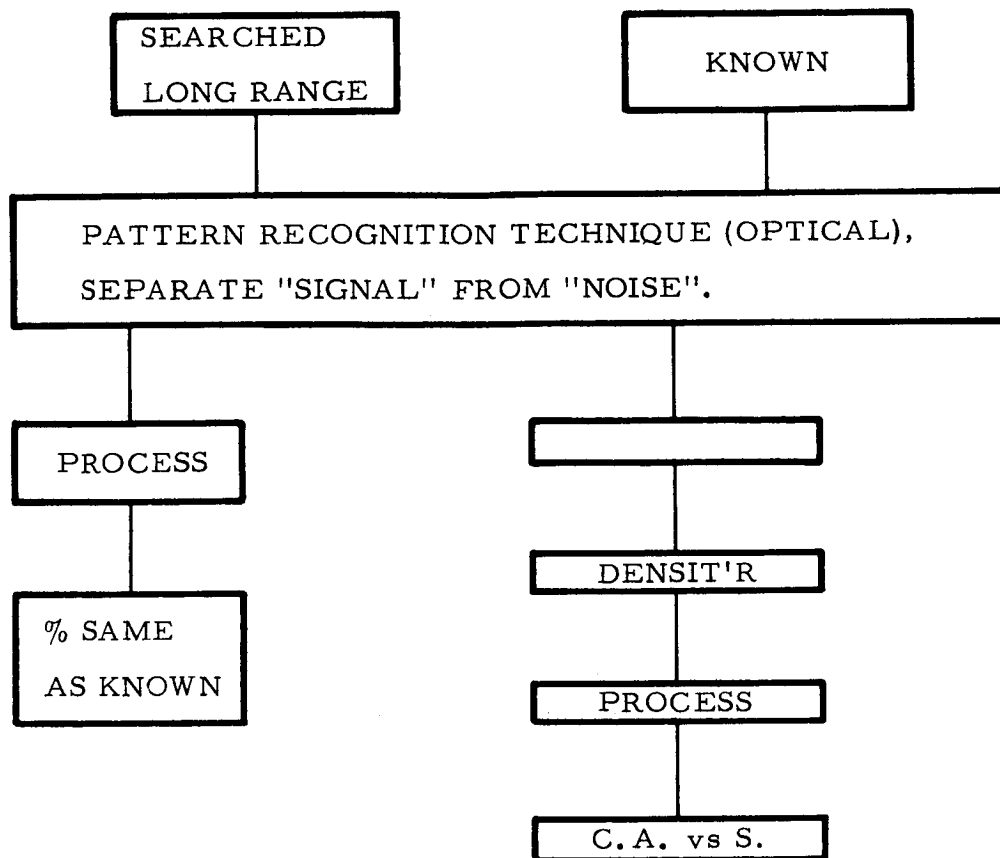 SEARCHED
LONG RANGE
KNOWN
PATTERN RECOGNITION TECHNIQUE (OPTICAL),
SEPARATE "SIGNAL" FROM "NOISE".
PROCESS
% SAME
AS KNOWN
DENSIT'R
PROCESS
C.A. vs S.